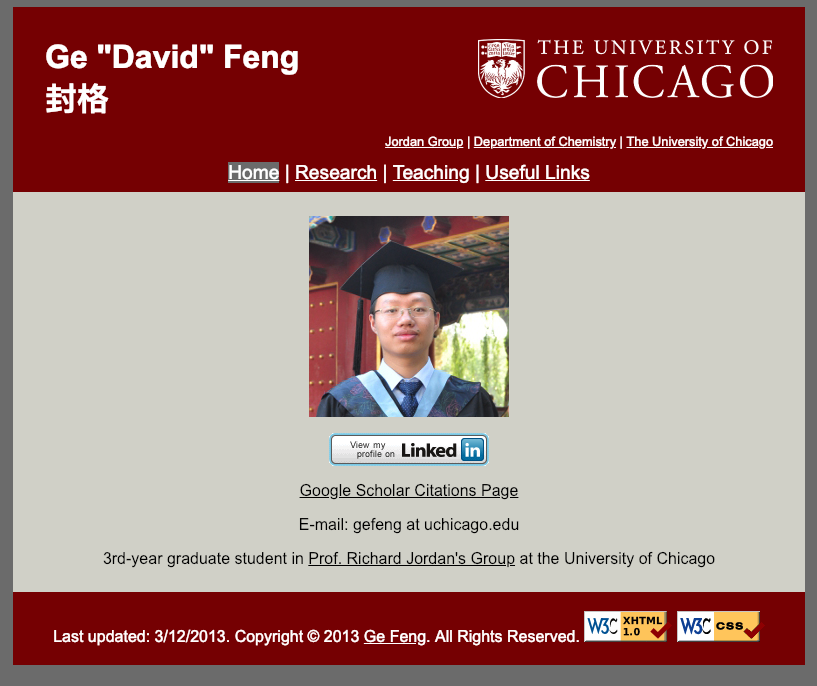 Ge "David" Feng
封格
THE UNIVERSITY OF
CHICAGO
Jordan Group | Department of Chemistry | The University of Chicago
Home | Research | Teaching | Useful Links
View my
profile on LinkedIn
Google Scholar Citations Page
E-mail: gefeng at uchicago.edu
3rd-year graduate student in Prof. Richard Jordan's Group at the University of Chicago
Last updated: 3/12/2013. Copyright © 2013 Ge Feng. All Rights Reserved. W3C XHTML 1.0 W3C CSS